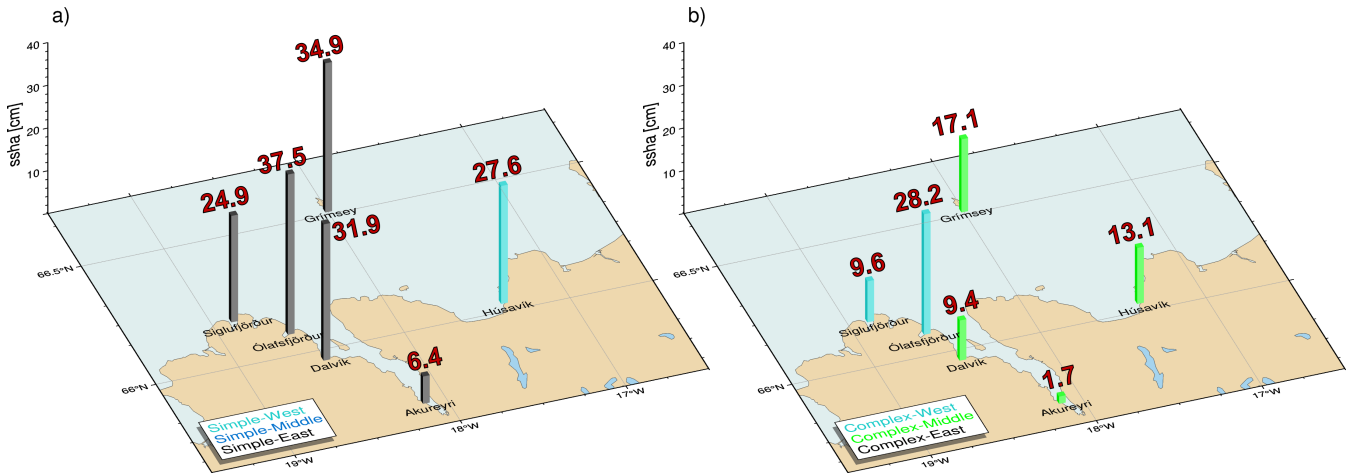 a)
40
30
20
10
ssha [cm]
34.9
37.5
24.9
27.6
31.9
Grímsey
66.5°N
Siglufjörður
Ólafsfjörður
Dalvík
Húsavík
6.4
Akureyri
66°N
17°W
18°W
19°W
Simple-West
Simple-Middle
Simple-East
b)
40
30
20
10
ssha [cm]
17.1
28.2
13.1
9.6
9.4
Grímsey
66.5°N
Siglufjörður
Ólafsfjörður
Dalvík
Húsavík
1.7
Akureyri
66°N
17°W
18°W
19°W
Complex-West
Complex-Middle
Complex-East